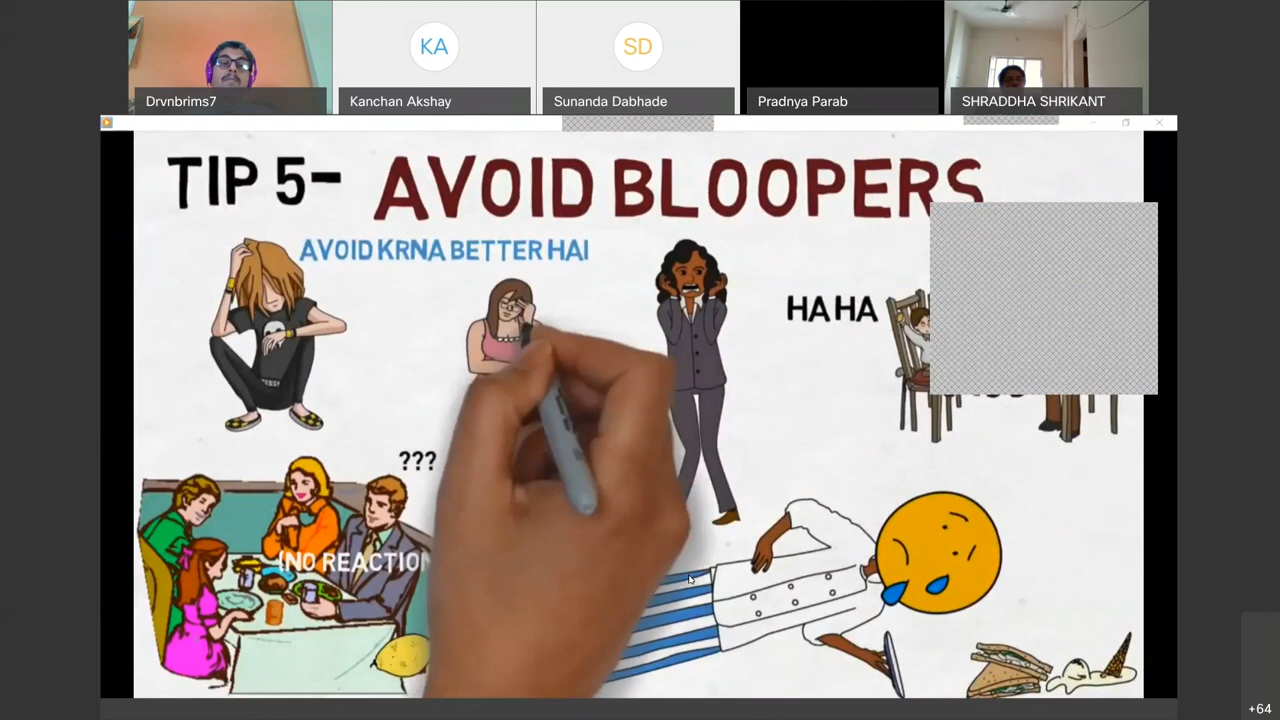 KA
SD
Drvnbrims7
Kanchan Akshay
Sunanda Dabhade
Pradnya Parab
SHRADDHA SHRIKANT
TIP 5- AVOID BLOOPERS
AVOID KRNA BETTER HAI
HA HA
???
(NO REACTION
+64